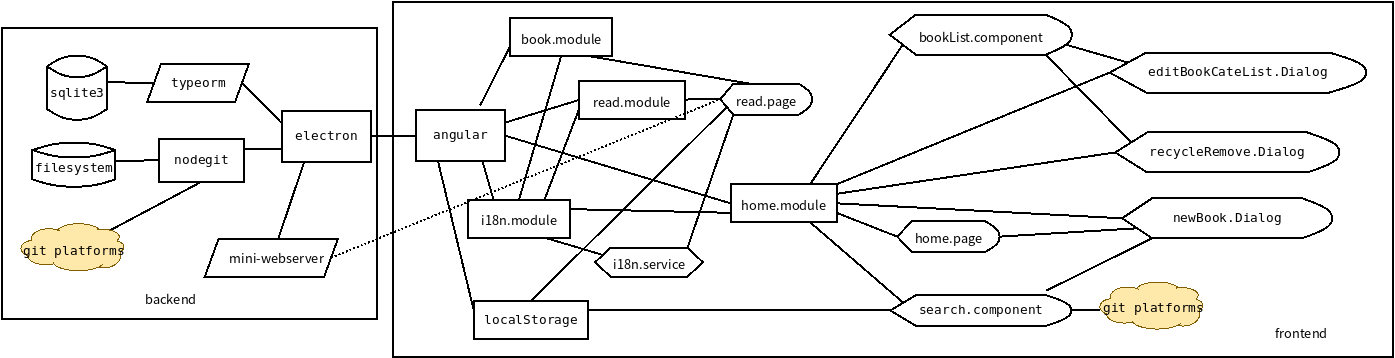 sqlite3
typeorm
filesystem
nodegit
electron
git platforms
mini-webserver
backend
book.module
read.module
read.page
angular
i18n.module
i18n.service
localStorage
home.module
bookList.component
editBookCateList.Dialog
recycleRemove.Dialog
newBook.Dialog
home.page
search.component
git platforms
frontend